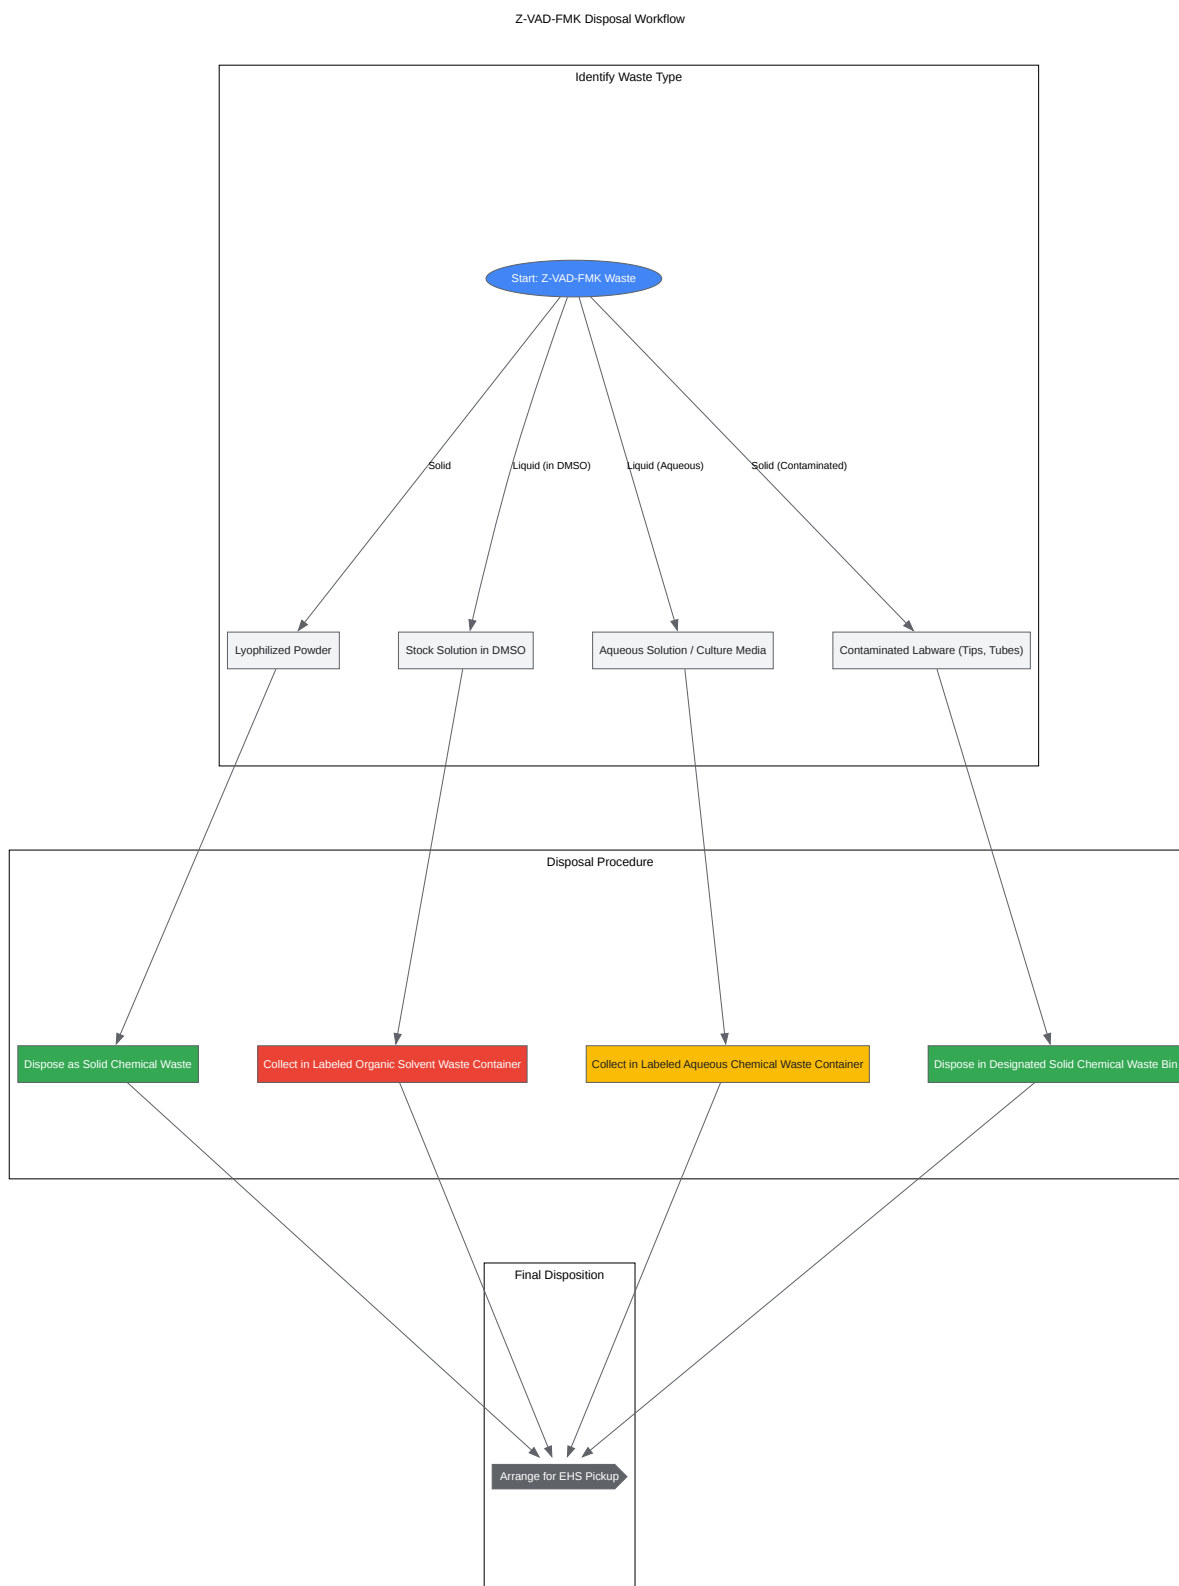 Z-VAD-FMK Disposal Workflow
Identify Waste Type
Start: Z-VAD-FMK Waste
Solid
Liquid (in DMSO)
Liquid (Aqueous)
Solid (Contaminated)
Lyophilized Powder
Stock Solution in DMSO
Aqueous Solution / Culture Media
Contaminated Labware (Tips, Tubes)
Disposal Procedure
Dispose as Solid Chemical Waste
Collect in Labeled Organic Solvent Waste Container
Collect in Labeled Aqueous Chemical Waste Container
Dispose in Designated Solid Chemical Waste Bin
Final Disposition
Arrange for EHS Pickup